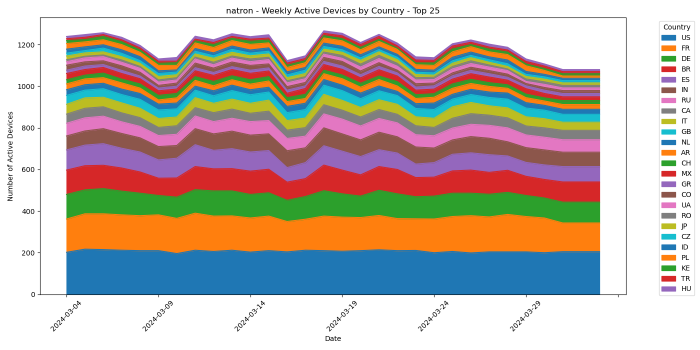 natron - Weekly Active Devices by Country - Top 25
Number of Active Devices
1200
1000
800
600
400
200
0
2024-03-04
2024-03-09
2024-03-14
2024-03-19
2024-03-24
2024-03-29
Date
Country
US
FR
DE
BR
ES
IN
RU
CA
IT
GB
NL
AR
CH
MX
GR
CO
UA
RO
JP
CZ
ID
PL
KE
TR
HU